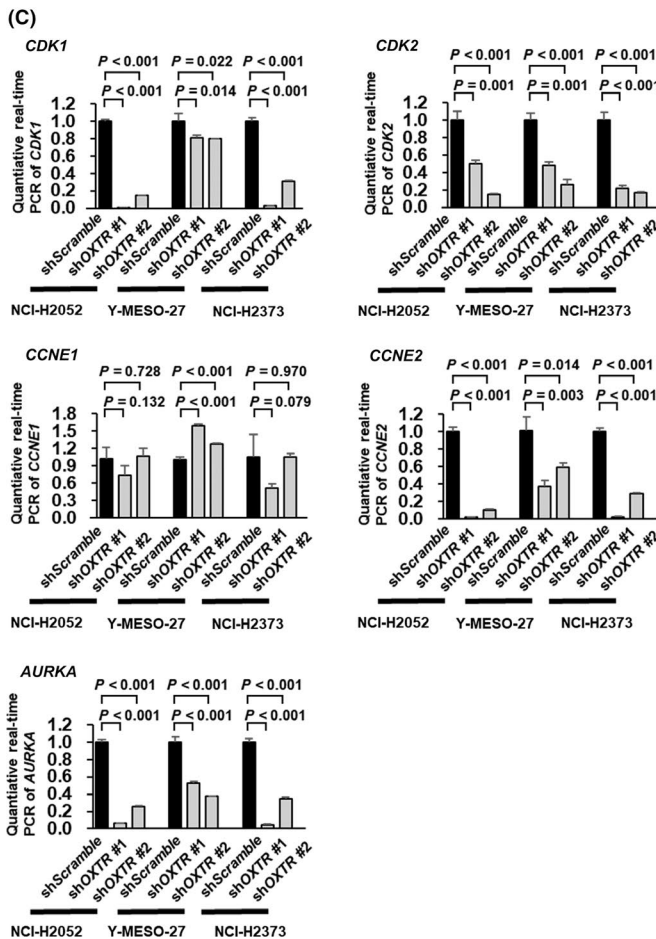 (C)
CDK1
P < 0.001 P = 0.022 P < 0.001
P < 0.001 P = 0.014 P < 0.001
Quantiative real-time
PCR of CDK1
1.2
1.0
0.8
0.6
0.4
0.2
0.0
shScramble shOXTR #1 shOXTR #2 shScramble shOXTR #1 shOXTR #2 shScramble shOXTR #1 shOXTR #2
NCI-H2052 Y-MESO-27 NCI-H2373
CDK2
P < 0.001 P < 0.001 P < 0.001
P = 0.001 P = 0.001 P < 0.001
Quantiative real-time
PCR of CDK2
1.2
1.0
0.8
0.6
0.4
0.2
0
shScramble shOXTR #1 shOXTR #2 shScramble shOXTR #1 shOXTR #2 shScramble shOXTR #1 shOXTR #2
NCI-H2052 Y-MESO-27 NCI-H2373
CCNE1
P = 0.728 P < 0.001 P = 0.970
P = 0.132 P < 0.001 P = 0.079
Quantiative real-time
PCR of CCNE1
1.8
1.5
1.2
0.9
0.6
0.3
0.0
shScramble shOXTR #1 shOXTR #2 shScramble shOXTR #1 shOXTR #2 shScramble shOXTR #1 shOXTR #2
NCI-H2052 Y-MESO-27 NCI-H2373
CCNE2
P < 0.001 P = 0.014 P < 0.001
P < 0.001 P = 0.003 P < 0.001
Quantiative real-time
PCR of CCNE2
1.2
1
0.8
0.6
0.4
0.2
0
shScramble shOXTR #1 shOXTR #2 shScramble shOXTR #1 shOXTR #2 shScramble shOXTR #1 shOXTR #2
NCI-H2052 Y-MESO-27 NCI-H2373
AURKA
P < 0.001 P < 0.001 P < 0.001
P < 0.001 P < 0.001 P < 0.001
Quantiative real-time
PCR of AURKA
1.2
1.0
0.8
0.6
0.4
0.2
0.0
shScramble shOXTR #1 shOXTR #2 shScramble shOXTR #1 shOXTR #2 shScramble shOXTR #1 shOXTR #2
NCI-H2052 Y-MESO-27 NCI-H2373